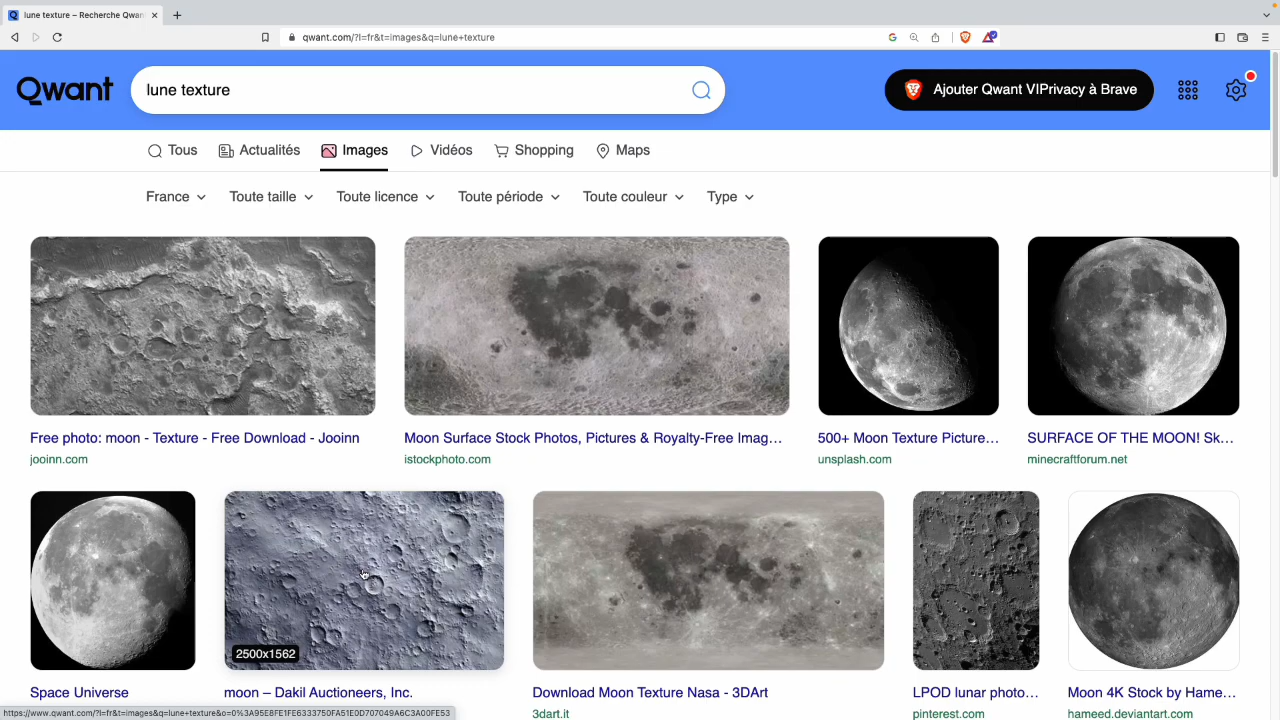 lune texture – Recherche Qwan
qwant.com/?l=fr&t=images&q=lune+texture
Qwant
lune texture
Ajouter Qwant VIPrivacy à Brave
Tous
Actualités
Images
Vidéos
Shopping
Maps
France
Toute taille
Toute licence
Toute période
Toute couleur
Type
Free photo: moon - Texture - Free Download - Jooinn
jooinn.com
Moon Surface Stock Photos, Pictures & Royalty-Free Imag…
istockphoto.com
500+ Moon Texture Picture…
unsplash.com
SURFACE OF THE MOON! Sk…
minecraftforum.net
2500x1562
Space Universe
moon – Dakil Auctioneers, Inc.
Download Moon Texture Nasa - 3DArt
3dart.it
LPOD lunar photo…
pinterest.com
Moon 4K Stock by Hame…
hameed.deviantart.com
https://www.qwant.com/?l=fr&t=images&q=lune+texture&o=0%3A95E8FE1FE6333750FA51E0D707049A6C3A00FE53